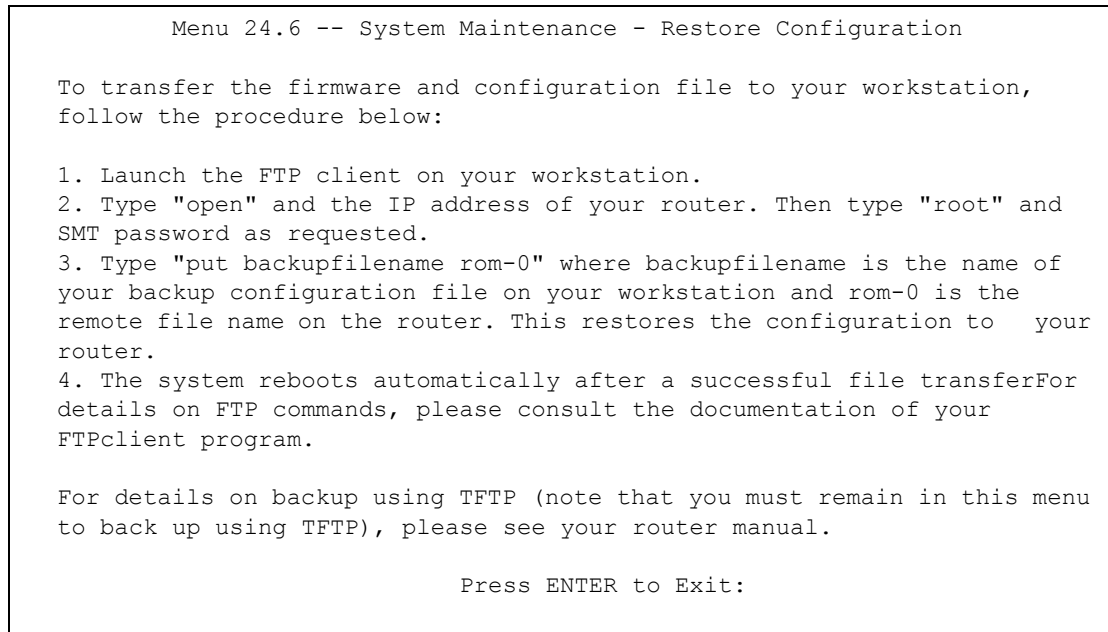 Menu 24.6 -- System Maintenance - Restore Configuration
To transfer the firmware and configuration file to your workstation,
follow the procedure below:
1. Launch the FTP client on your workstation.
2. Type "open" and the IP address of your router. Then type "root" and
SMT password as requested.
3. Type "put backupfilename rom-0" where backupfilename is the name of
your backup configuration file on your workstation and rom-0 is the
remote file name on the router. This restores the configuration to   your
router.
4. The system reboots automatically after a successful file transferFor
details on FTP commands, please consult the documentation of your
FTPclient program.
For details on backup using TFTP (note that you must remain in this menu
to back up using TFTP), please see your router manual.
Press ENTER to Exit: